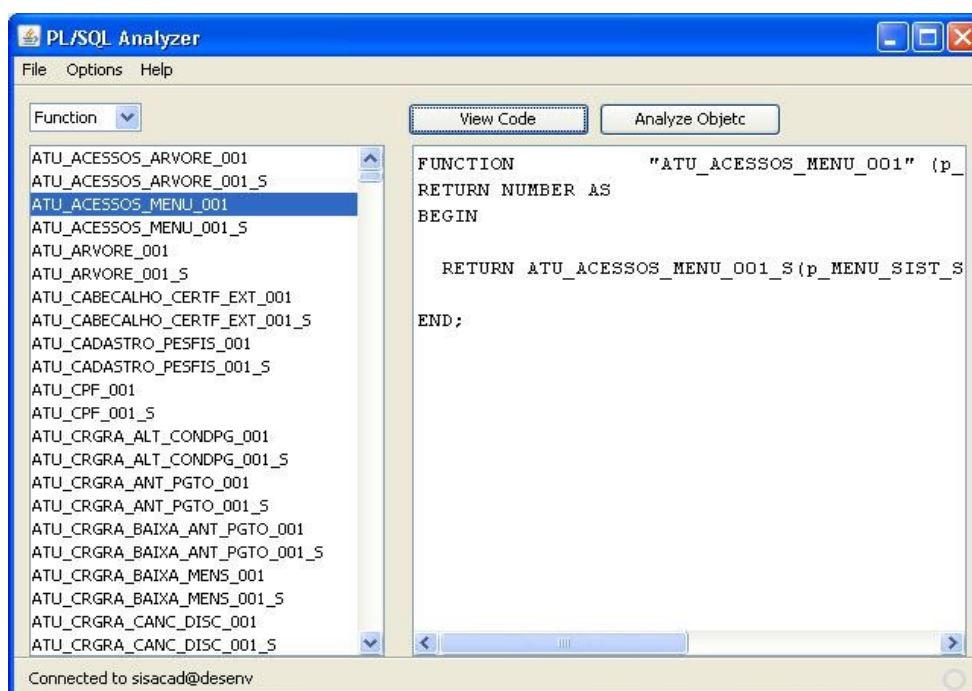 PL/SQL Analyzer
File Options Help
Function
View Code
Analyze Objetc
ATU_ACESSOS_ARVORE_001
ATU_ACESSOS_ARVORE_001_S
ATU_ACESSOS_MENU_001
ATU_ACESSOS_MENU_001_S
ATU_ARVORE_001
ATU_ARVORE_001_S
ATU_CABECALHO_CERTF_EXT_001
ATU_CABECALHO_CERTF_EXT_001_S
ATU_CADASTRO_PESFIS_001
ATU_CADASTRO_PESFIS_001_S
ATU_CPF_001
ATU_CPF_001_S
ATU_CRGRA_ALT_CONDPG_001
ATU_CRGRA_ALT_CONDPG_001_S
ATU_CRGRA_ANT_PGTO_001
ATU_CRGRA_ANT_PGTO_001_S
ATU_CRGRA_BAIXA_ANT_PGTO_001
ATU_CRGRA_BAIXA_ANT_PGTO_001_S
ATU_CRGRA_BAIXA_MENS_001
ATU_CRGRA_BAIXA_MENS_001_S
ATU_CRGRA_CANC_DISC_001
ATU_CRGRA_CANC_DISC_001_S
FUNCTION "ATU_ACESSOS_MENU_001" (p_
RETURN NUMBER AS
BEGIN
RETURN ATU_ACESSOS_MENU_001_S(p_MENU_SIST_S
END;
Connected to sisacad@desenv